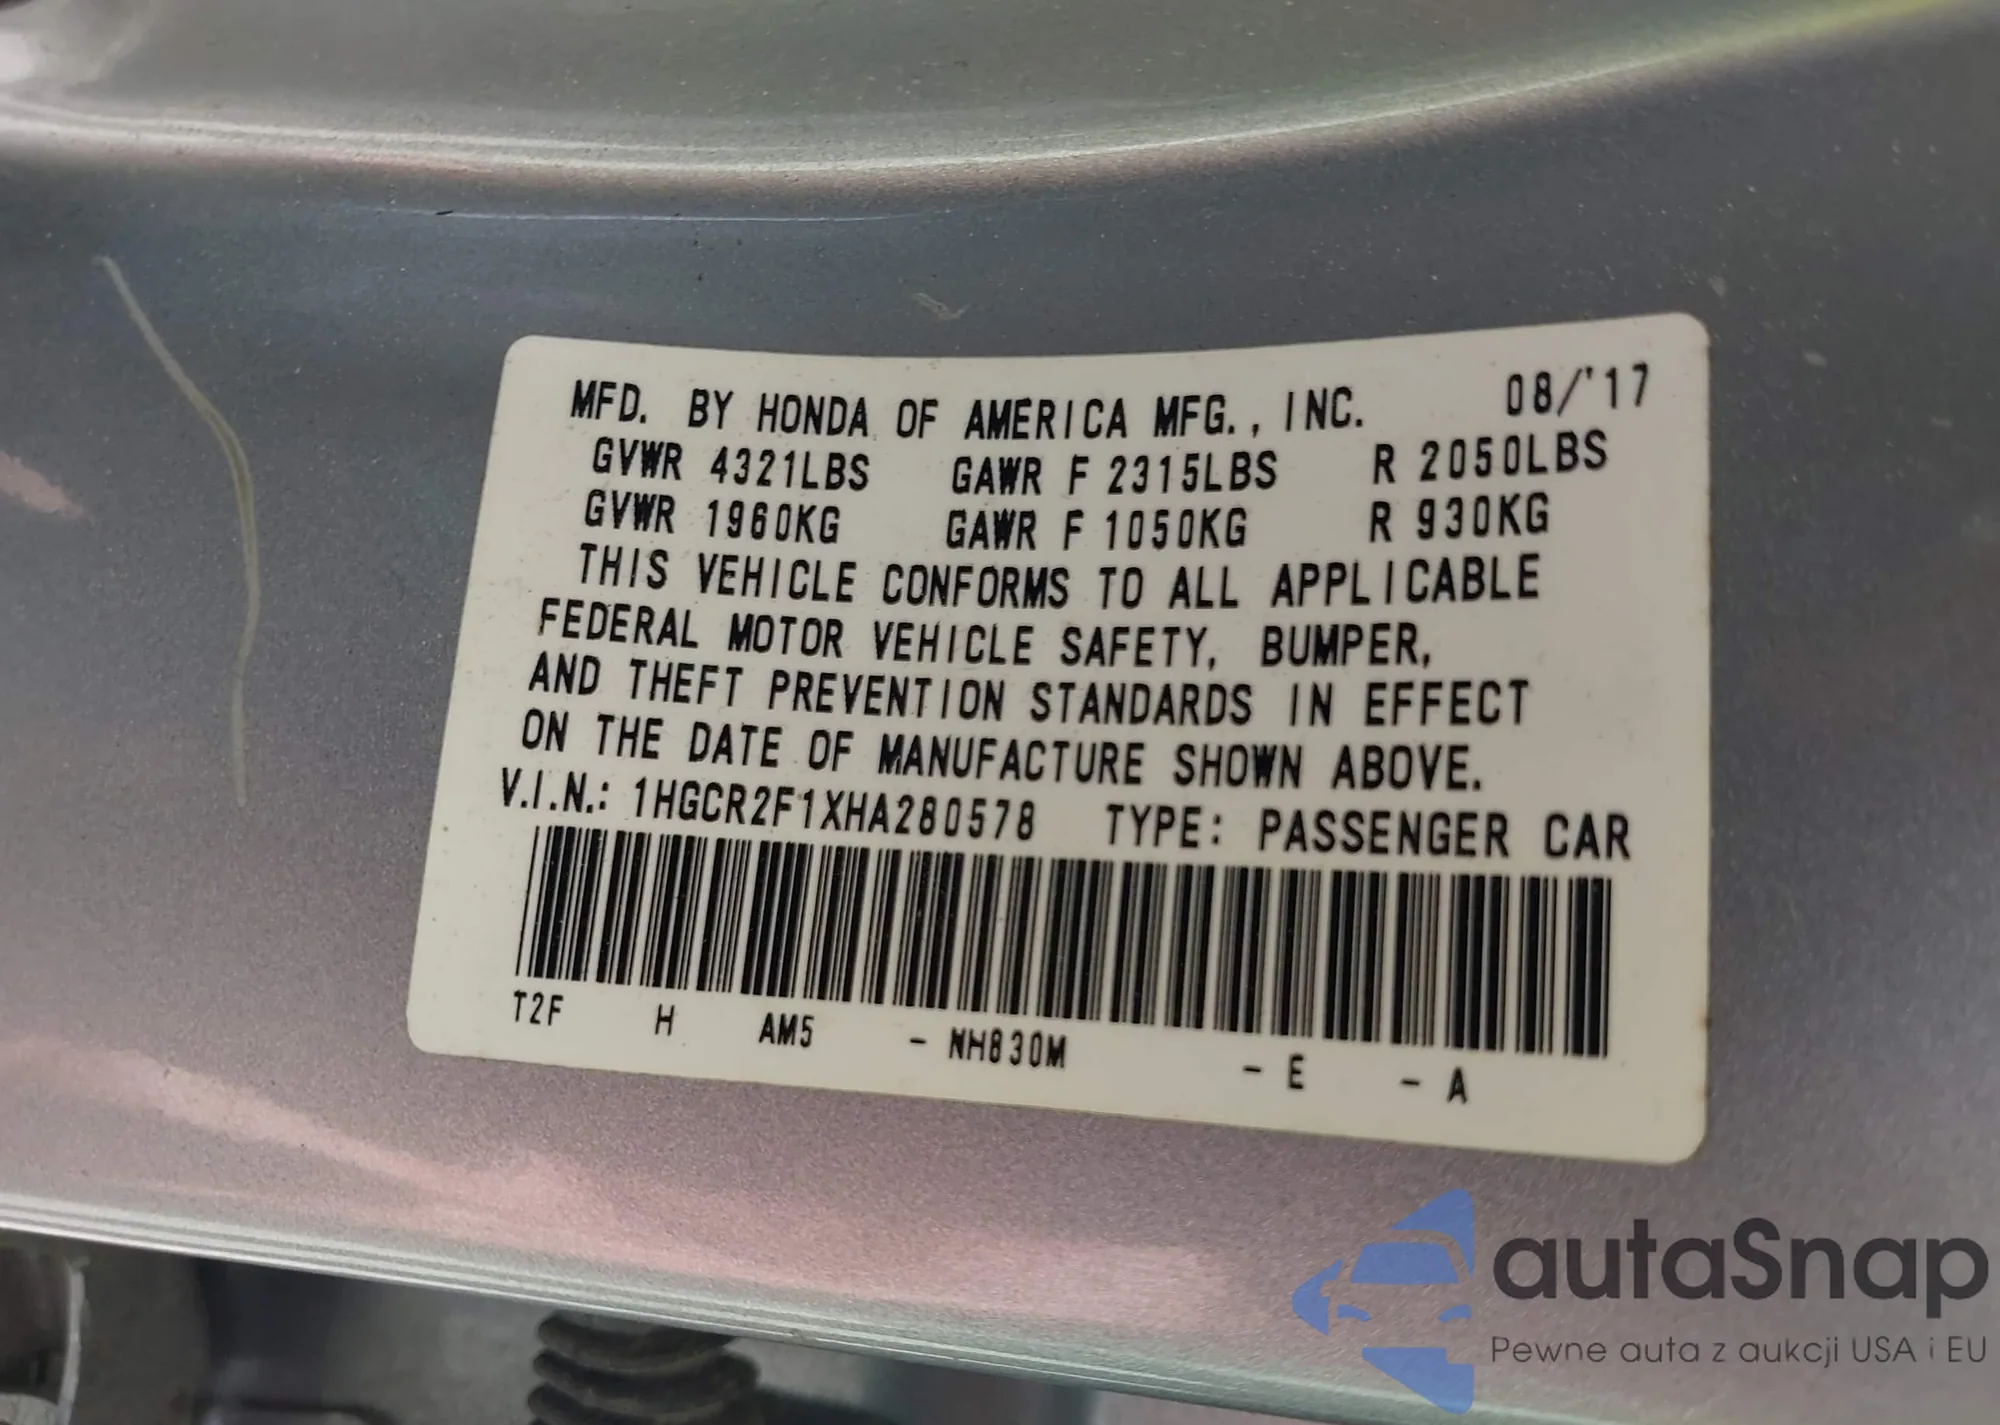 MFD. BY HONDA OF AMERICA MFG., INC. 08/'17
GVWR 4321LBS GAWR F 2315LBS R 2050LBS
GVWR 1960KG GAWR F 1050KG R 930KG
THIS VEHICLE CONFORMS TO ALL APPLICABLE
FEDERAL MOTOR VEHICLE SAFETY, BUMPER,
AND THEFT PREVENTION STANDARDS IN EFFECT
ON THE DATE OF MANUFACTURE SHOWN ABOVE.
V.I.N.: 1HGCR2F1XHA280578 TYPE: PASSENGER CAR
T2F H AM5 - NH830M - E - A
autaSnap
Pewne auta z aukcji USA i EU